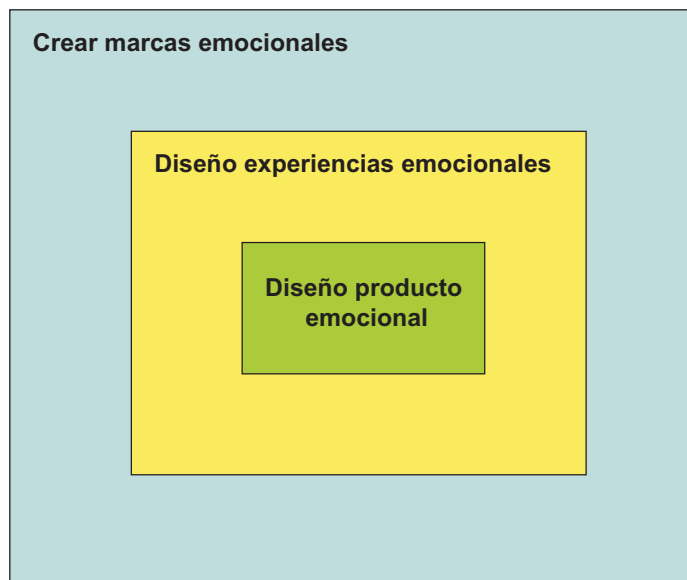 Crear marcas emocionales
Diseño experiencias emocionales
Diseño producto
emocional